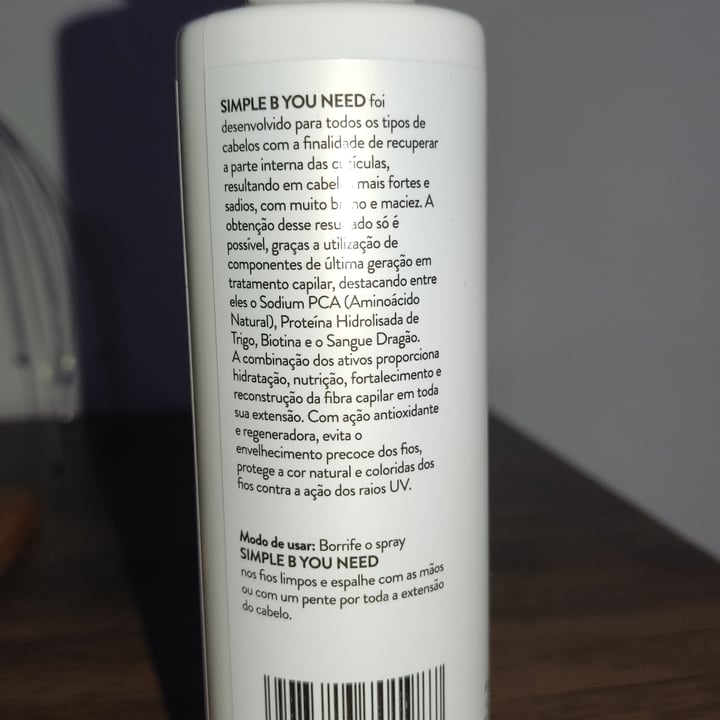 SIMPLE B YOU NEED foi
desenvolvido para todos os tipos de
cabelos com a finalidade de recuperar
a parte interna das
resultando em mais fortes e
sadios, com muito e maciez. A
obtenção desse só é
possível, graças a utilização de
componentes de última geração em
tratamento capilar, destacando entre
eles o Sodium PCA (Aminoácido
Natural), Proteína Hidrolisada de
Trigo, Biotina e o Sangue Dragão.
A combinação dos ativos proporciona
hidratação, nutrição, fortalecimento e
reconstrução da fibra capilar em toda
sua extensão. Com ação antioxidante
e regeneradora, evita o
envelhecimento precoce dos fios,
protege a cor natural e coloridas dos
fios contra a ação dos raios UV.
Modo de usar: Borrife o spray
SIMPLE B YOU NEED
nos fios limpos e espalhe com as mãos
ou com um pente por toda a extensão
do cabelo.